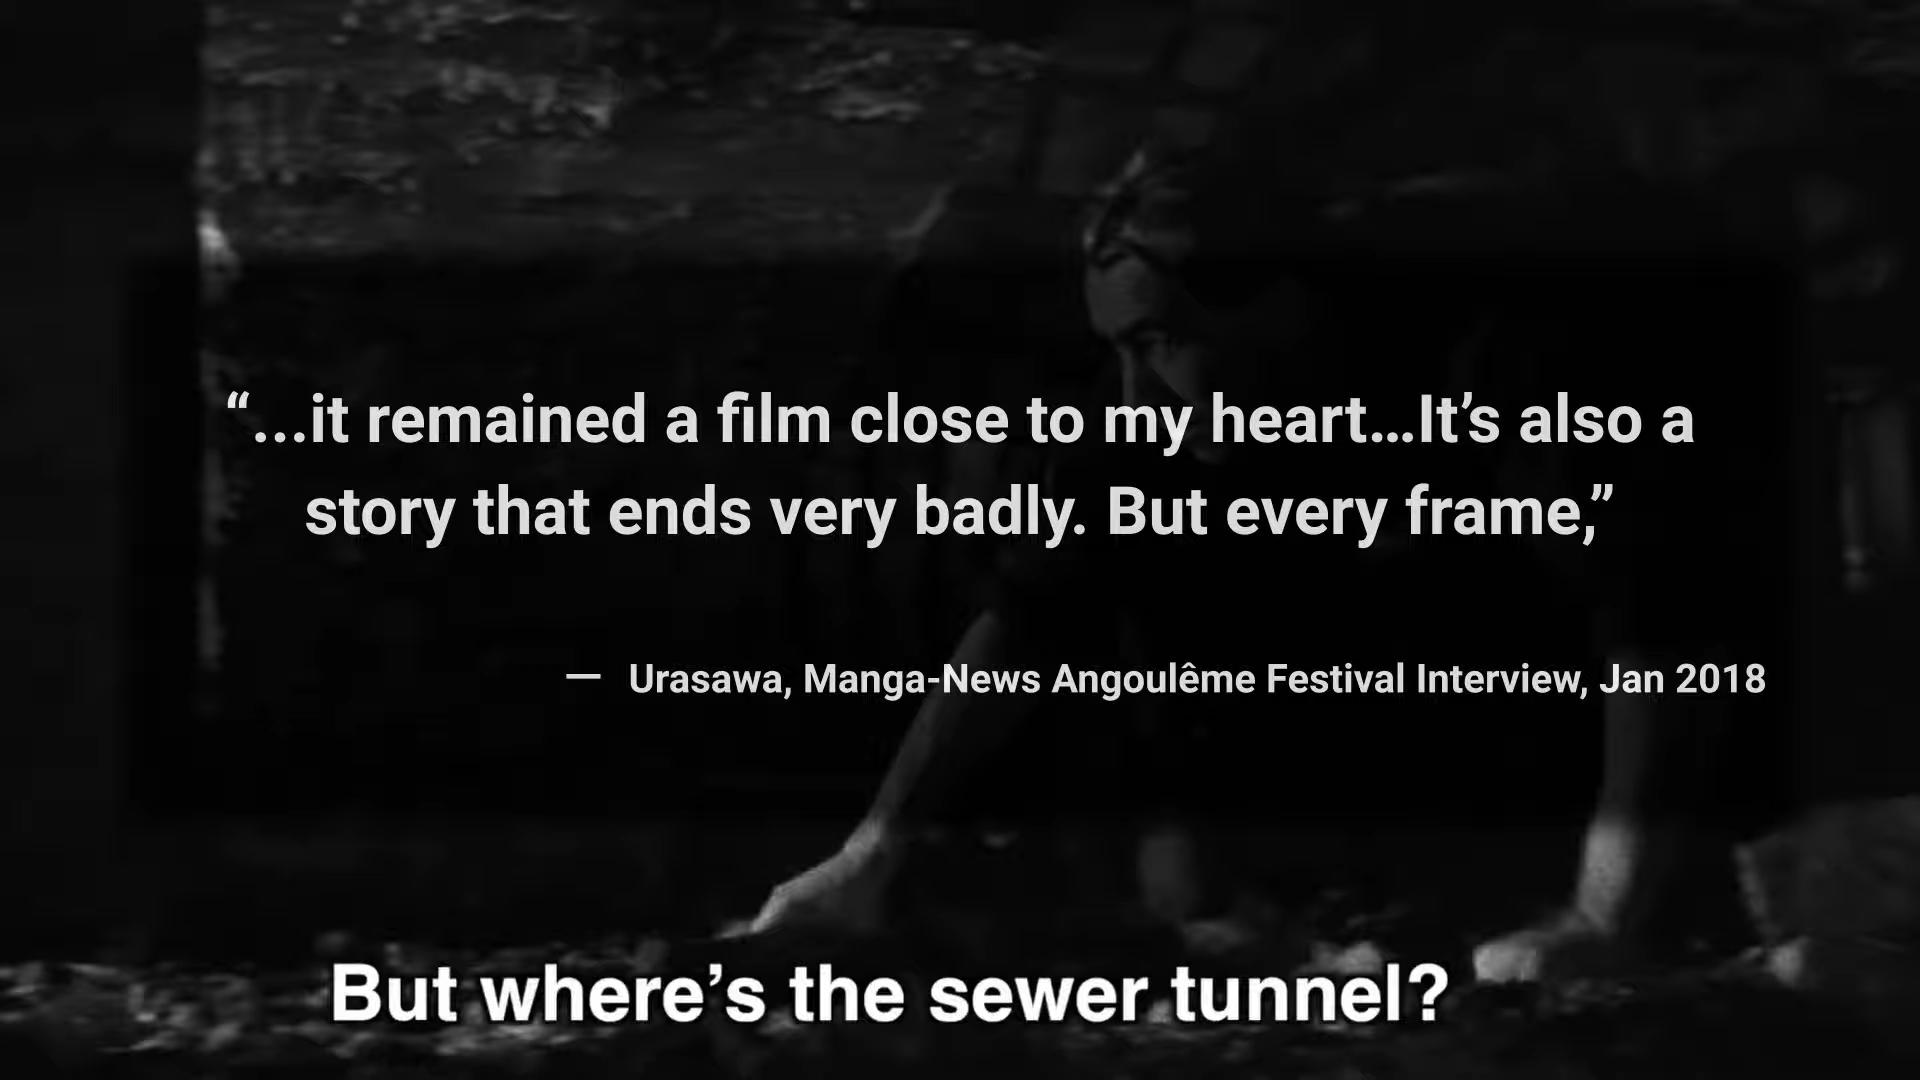 “...it remained a film close to my heart...It’s also a
story that ends very badly. But every frame,”
— Urasawa, Manga-News Angoulême Festival Interview, Jan 2018
But where’s the sewer tunnel?